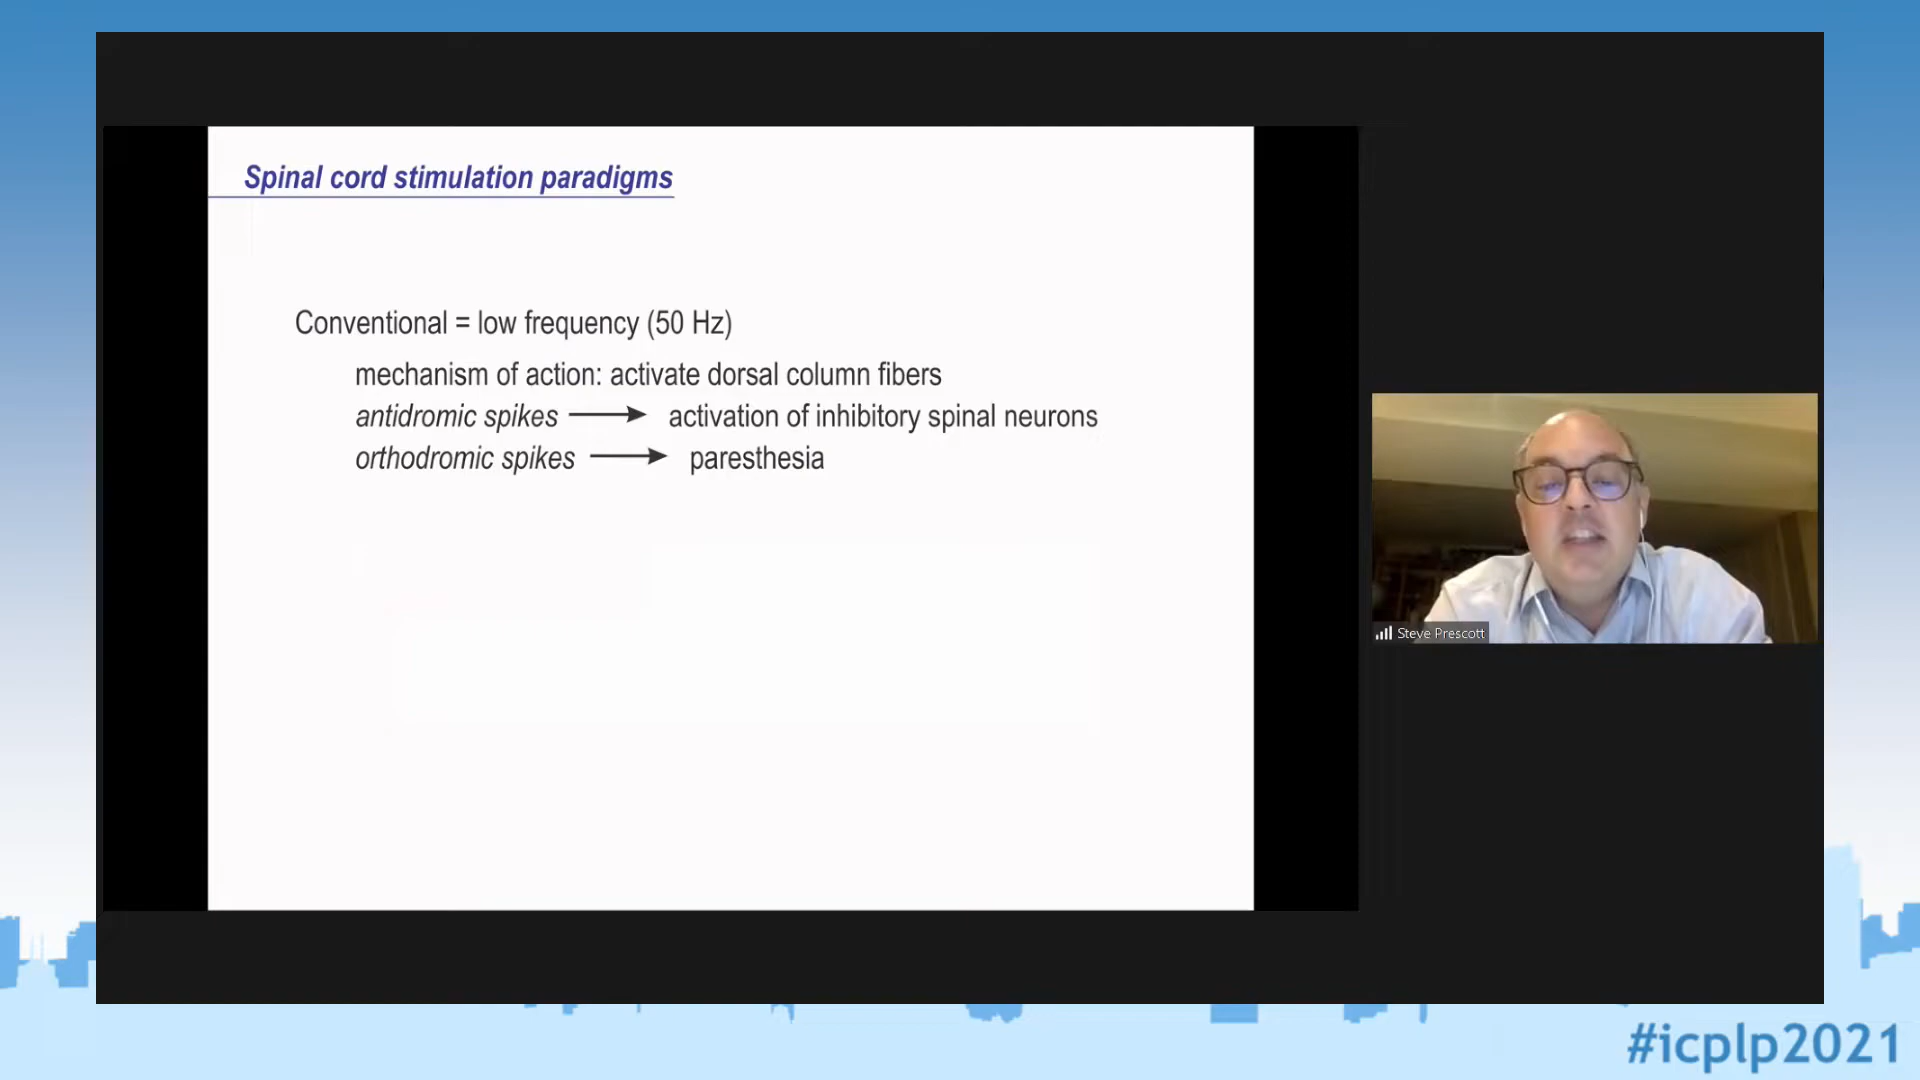 Spinal cord stimulation paradigms
Conventional = low frequency (50 Hz)
mechanism of action: activate dorsal column fibers
antidromic spikes → activation of inhibitory spinal neurons
orthodromic spikes → paresthesia
Steve Prescott
#icplp2021